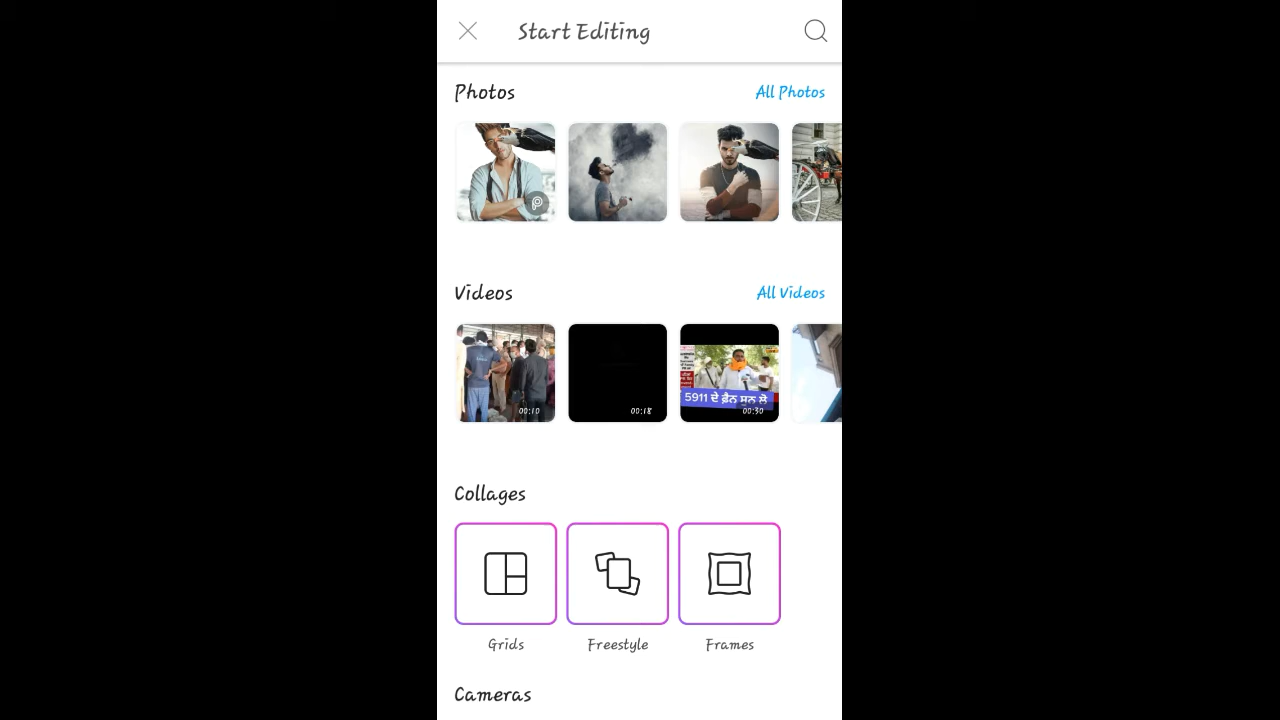 Start Editing
Photos
All Photos
Videos
All Videos
00:10
00:18
5911 ਦੇ ਫ਼ੈਨ ਸੁਨ ਲੋ
00:30
Collages
Grids
Freestyle
Frames
Cameras